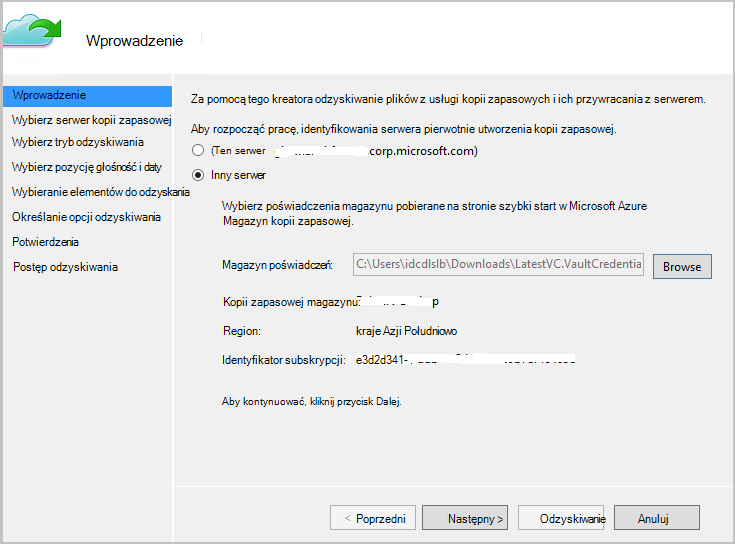 Wprowadzenie
Wprowadzenie
Wybierz serwer kopii zapasowej
Wybierz tryb odzyskiwania
Wybierz pozycję głośność i daty
Wybieranie elementów do odzyskania
Określanie opcji odzyskiwania
Potwierdzenia
Postęp odzyskiwania
Za pomocą tego kreatora odzyskiwanie plików z usługi kopii zapasowych i ich przywracania z serwerem.
Aby rozpocząć pracę, identyfikowania serwera pierwotnie utworzenia kopii zapasowej.
(Ten serwer corp.microsoft.com)
Inny serwer
Wybierz poświadczenia magazynu pobierane na stronie szybki start w Microsoft Azure
Magazyn kopii zapasowej.
Magazyn poświadczeń: C:\Users\idcdlslb\Downloads\LatestVC.VaultCredentia Browse
Kopii zapasowej magazynu: p
Region: kraje Azji Południowo
Identyfikator subskrypcji: e3d2d341-
Aby kontynuować, kliknij przycisk Dalej.
< Poprzedni Następny > Odzyskiwanie Anuluj